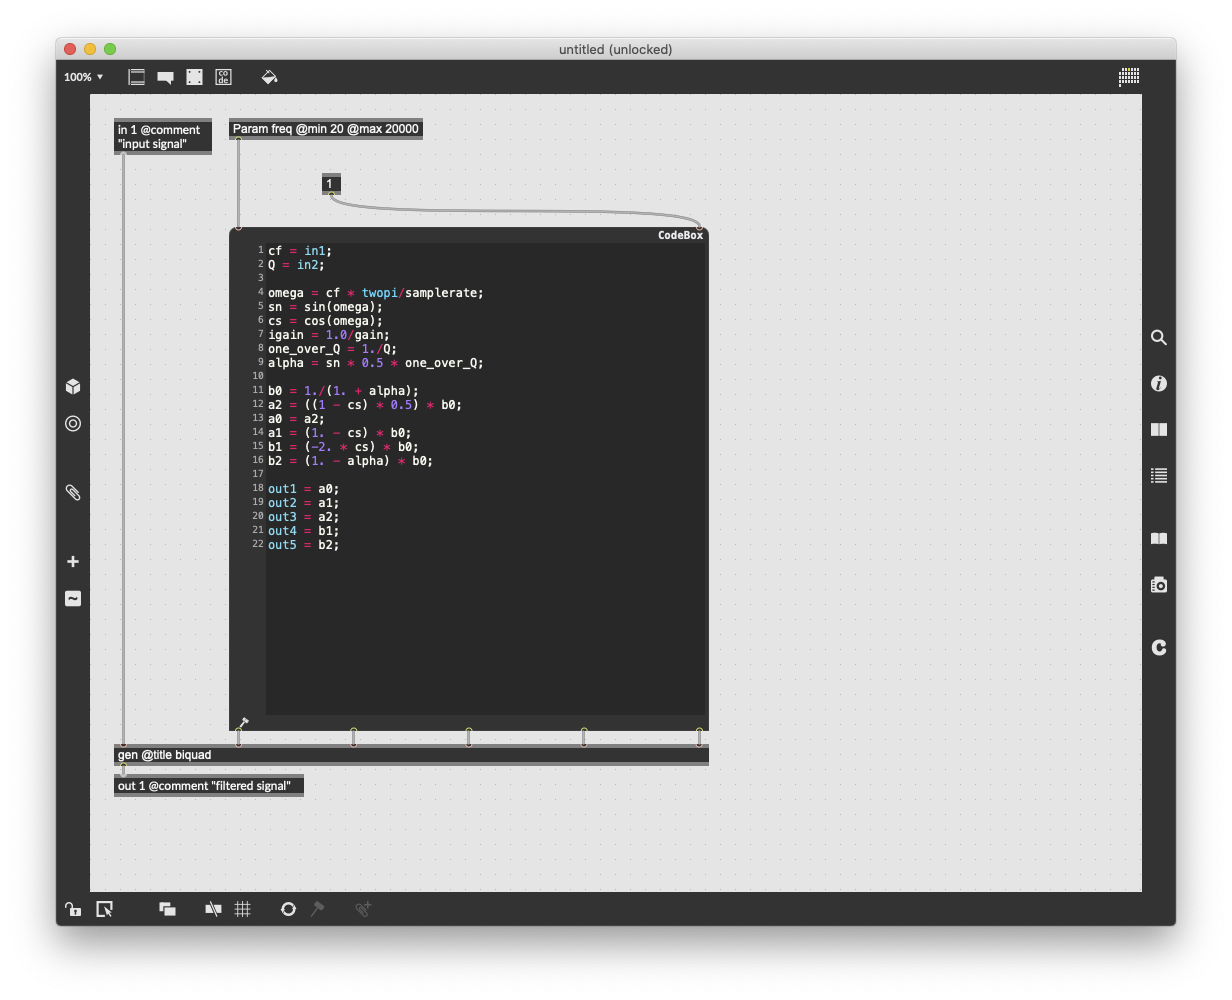 untitled (unlocked)
100%
co
de
in 1 @comment
"input signal"
Param freq @min 20 @max 20000
1
CodeBox
1 cf = in1;
2 Q = in2;
3
4 omega = cf * twopi/samplerate;
5 sn = sin(omega);
6 cs = cos(omega);
7 igain = 1.0/gain;
8 one_over_Q = 1./Q;
9 alpha = sn * 0.5 * one_over_Q;
10
11 b0 = 1./(1. + alpha);
12 a2 = ((1 - cs) * 0.5) * b0;
13 a0 = a2;
14 a1 = (1. - cs) * b0;
15 b1 = (-2. * cs) * b0;
16 b2 = (1. - alpha) * b0;
17
18 out1 = a0;
19 out2 = a1;
20 out3 = a2;
21 out4 = b1;
22 out5 = b2;
gen @title biquad
out 1 @comment "filtered signal"